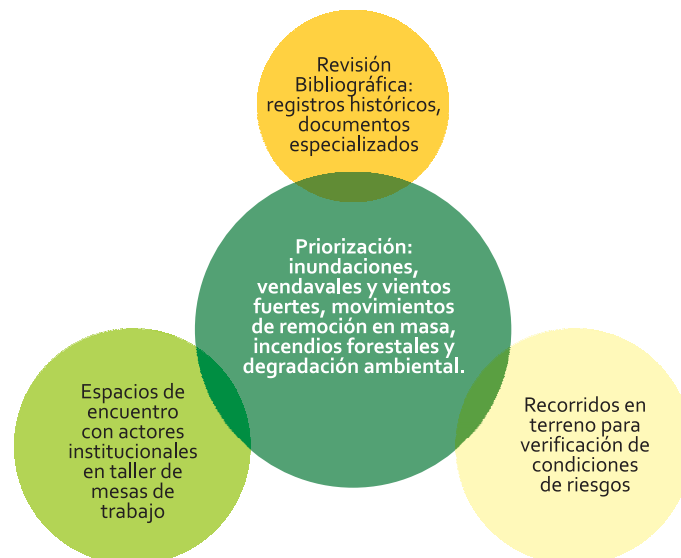 Revisión
Bibliográfica:
registros históricos,
documentos
especializados
Priorización:
inundaciones,
vendavales y vientos
fuertes, movimientos
de remoción en masa,
incendios forestales y
degradación ambiental.
Espacios de
encuentro
con actores
institucionales
en taller de
mesas de
trabajo
Recorridos en
terreno para
verificación de
condiciones
de riesgos